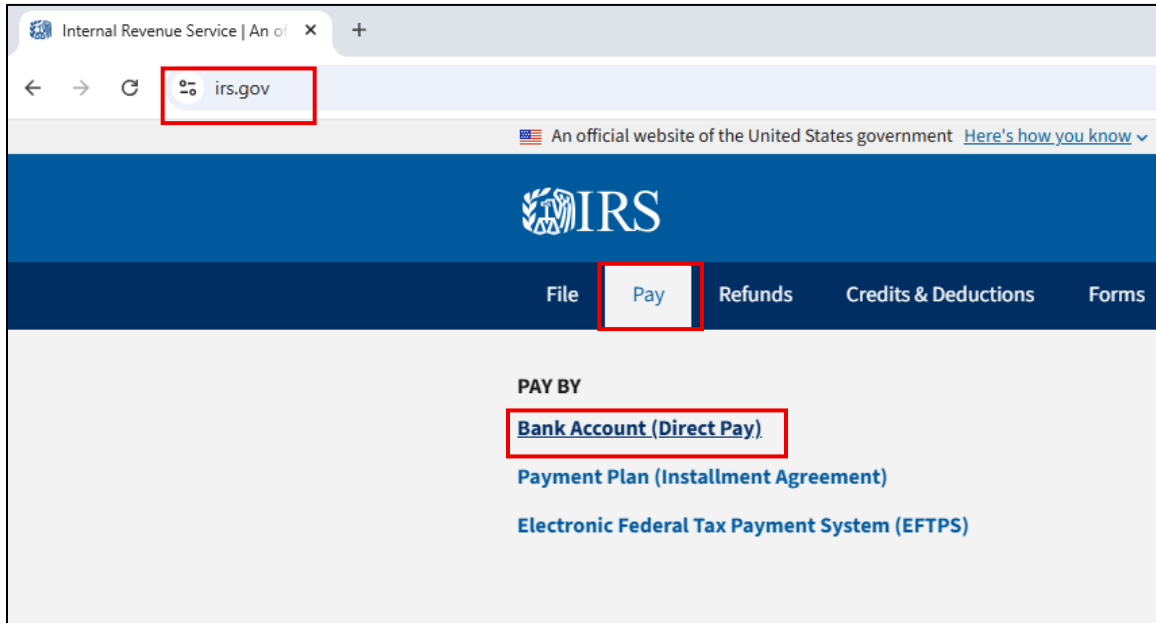 Internal Revenue Service | An of
irs.gov
An official website of the United States government Here's how you know
IRS
File Pay Refunds Credits & Deductions Forms
PAY BY
Bank Account (Direct Pay)
Payment Plan (Installment Agreement)
Electronic Federal Tax Payment System (EFTPS)